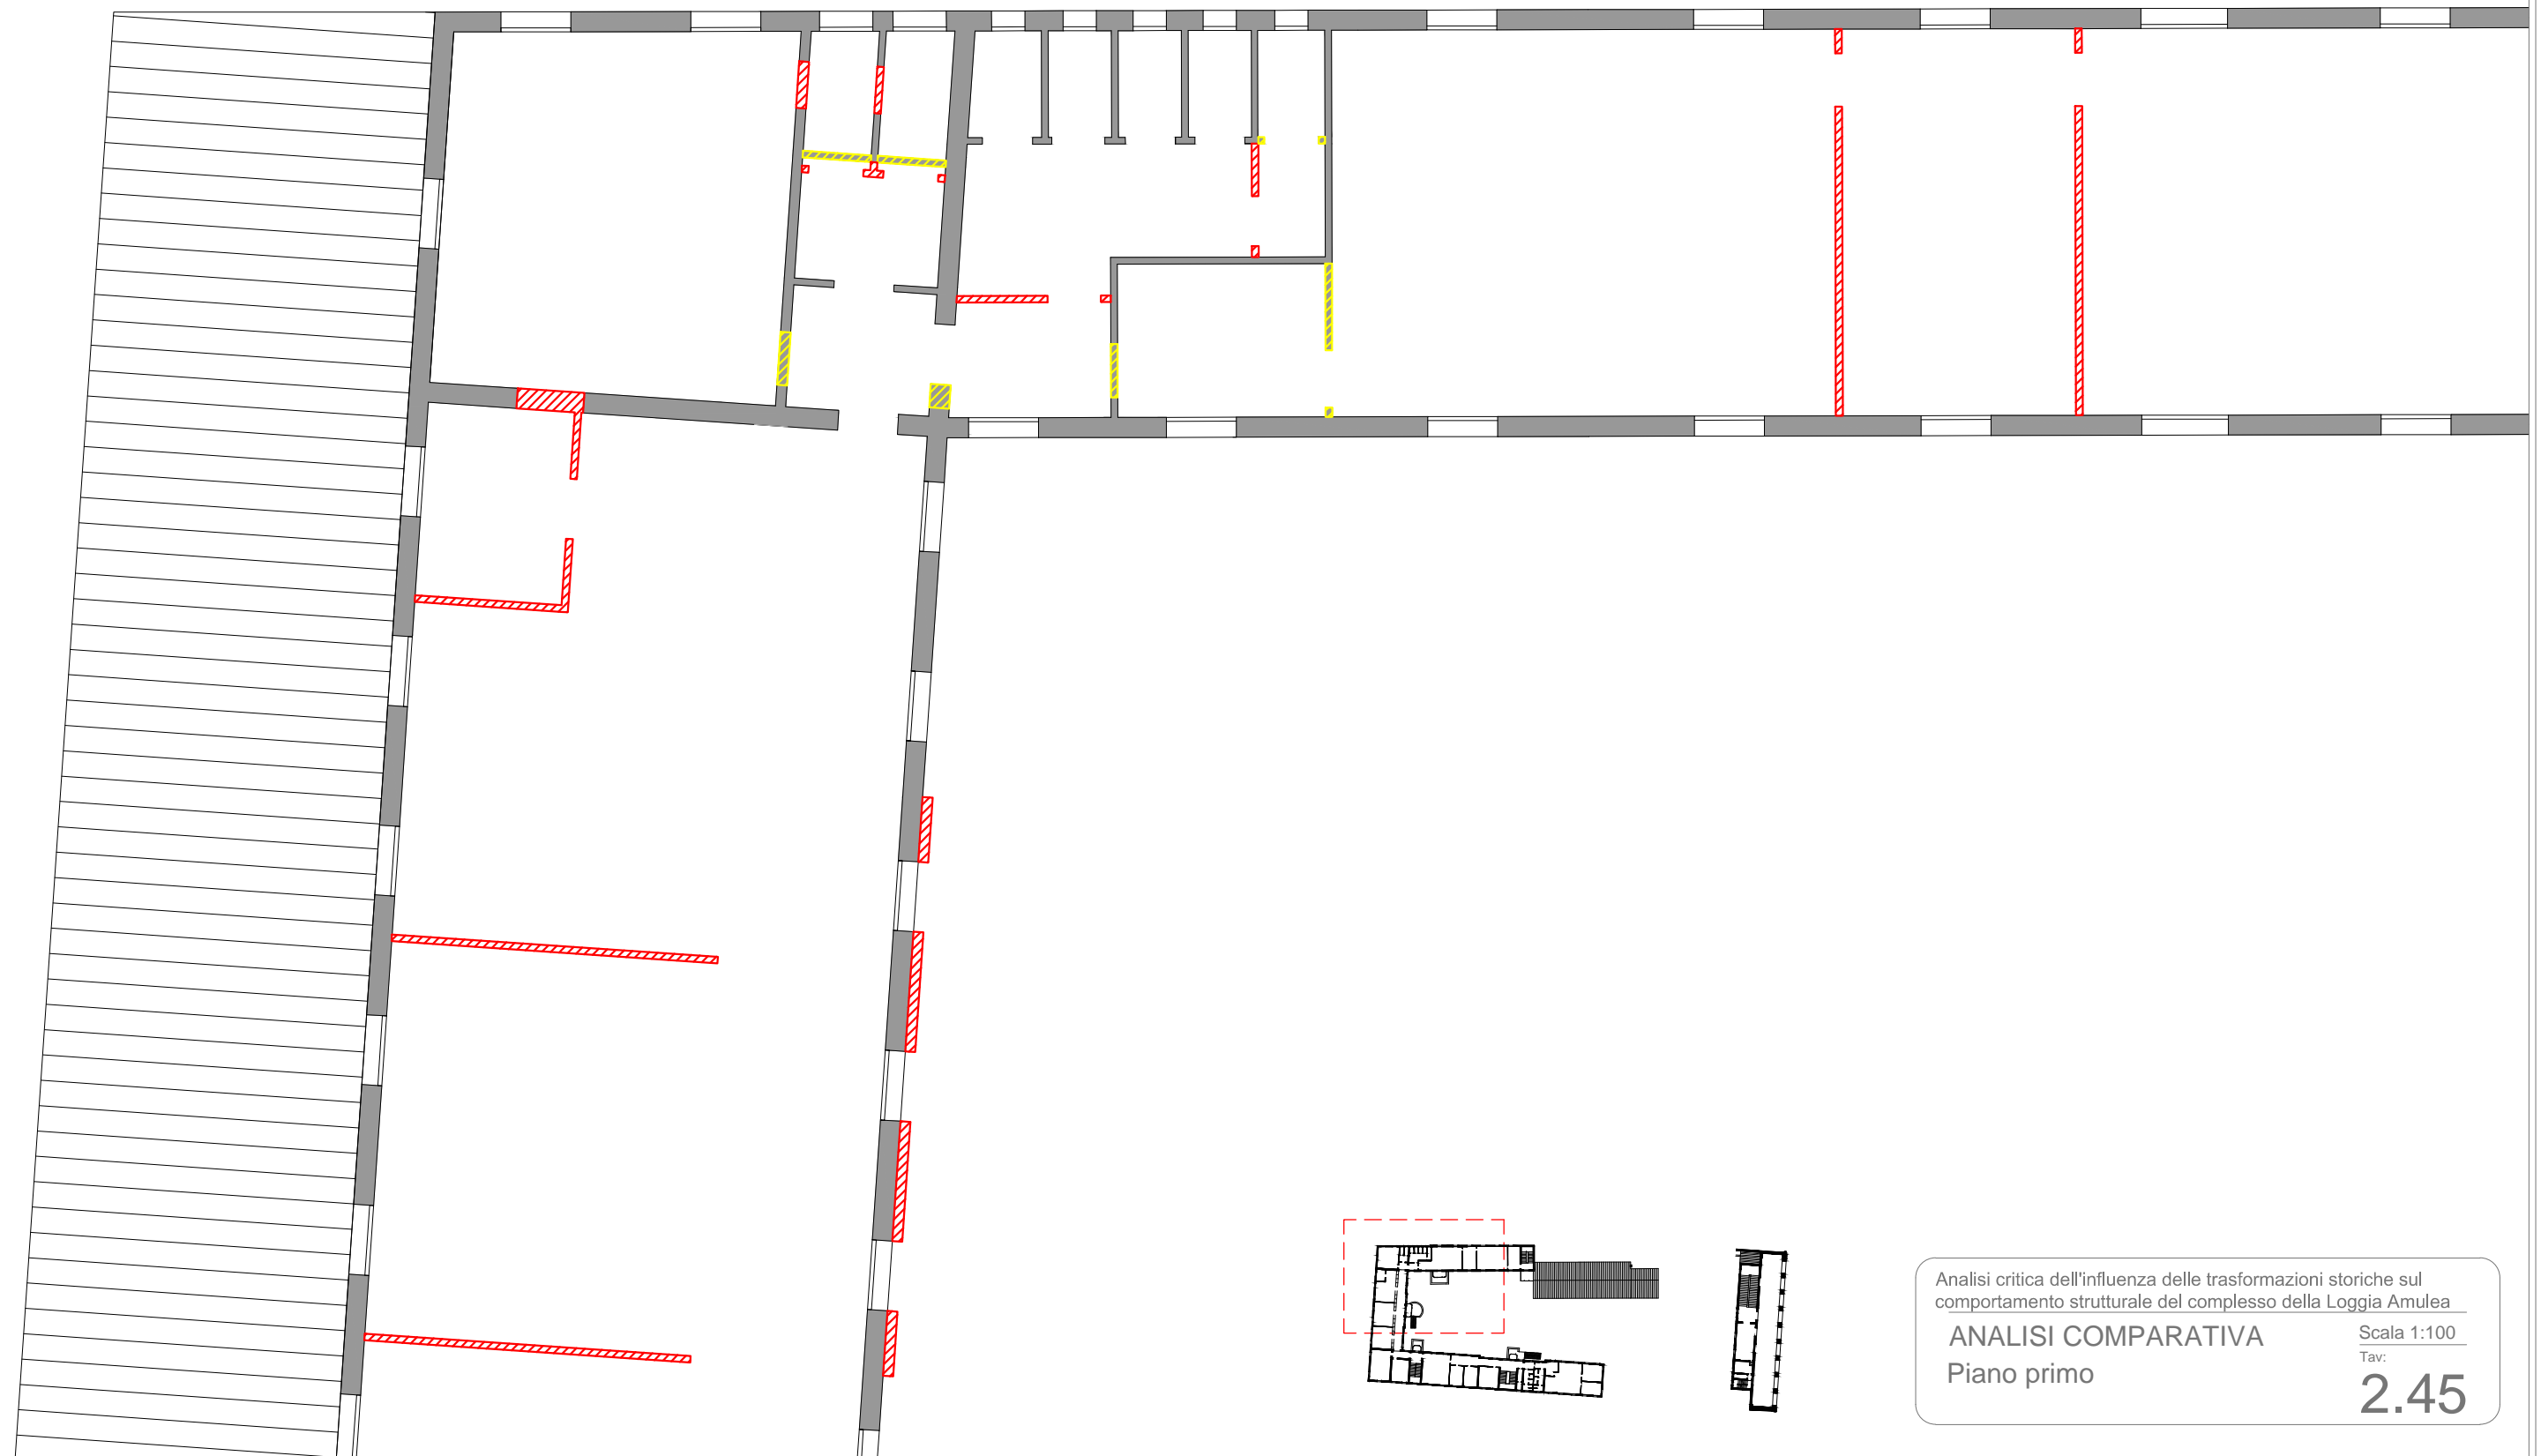 Analisi critica dell'influenza delle trasformazioni storiche sul
comportamento strutturale del complesso della Loggia Amulea
ANALISI COMPARATIVA
Piano primo
Scala 1:100
Tav:
2.45